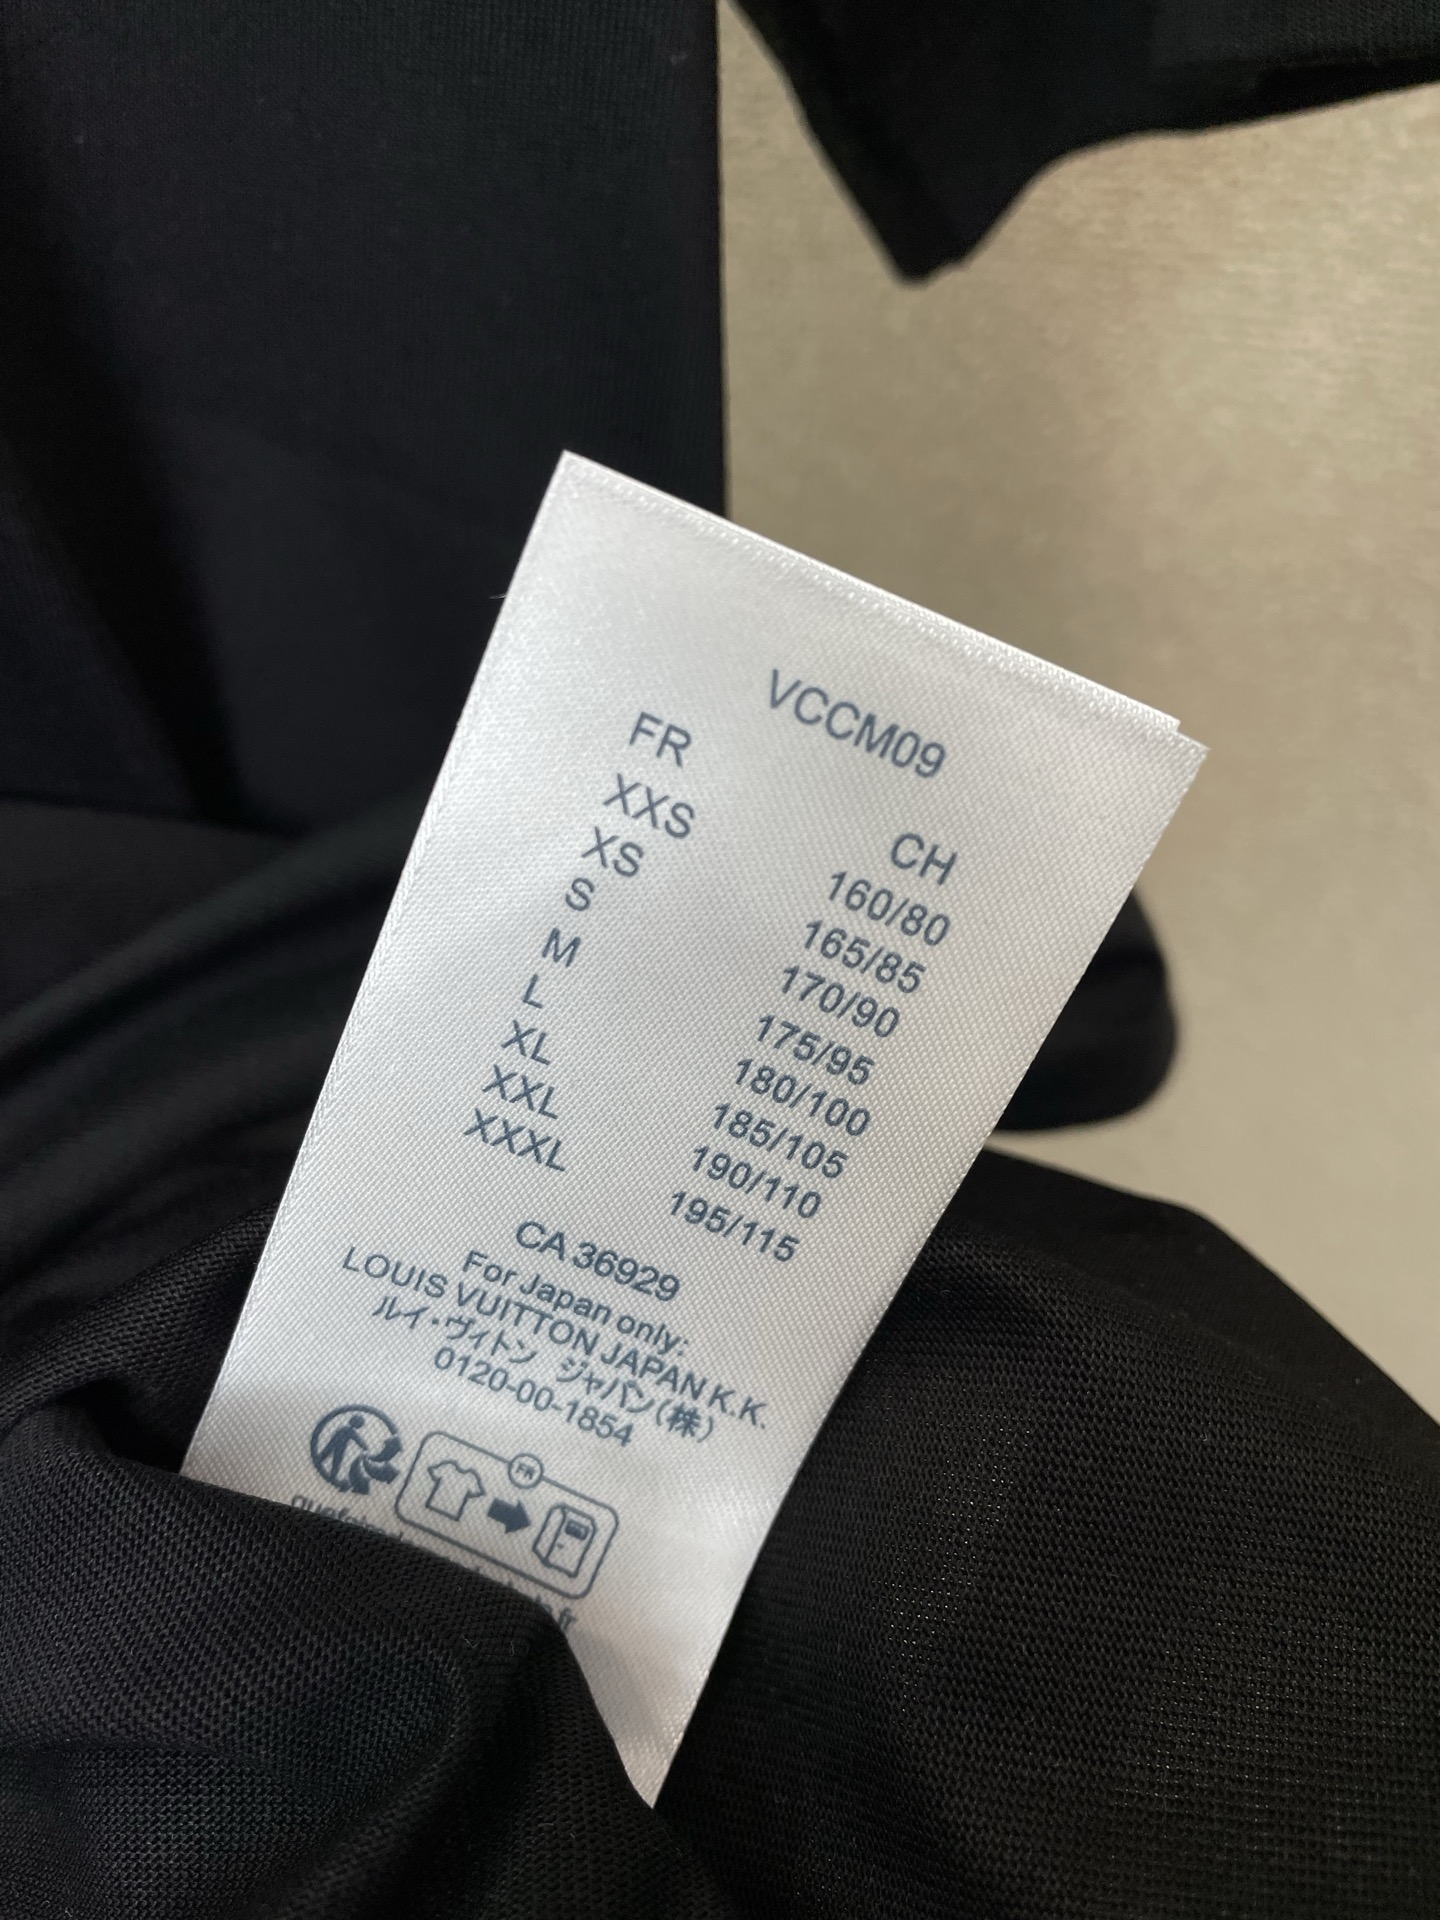 VCCM09
FR CH
XXS 160/80
XS 165/85
S 170/90
M 175/95
L 180/100
XL 185/105
XXL 190/110
XXXL 195/115
CA 36929
For Japan only:
LOUIS VUITTON JAPAN K.K.
ルイ・ヴィトン ジャパン(株)
0120-00-1854
FR